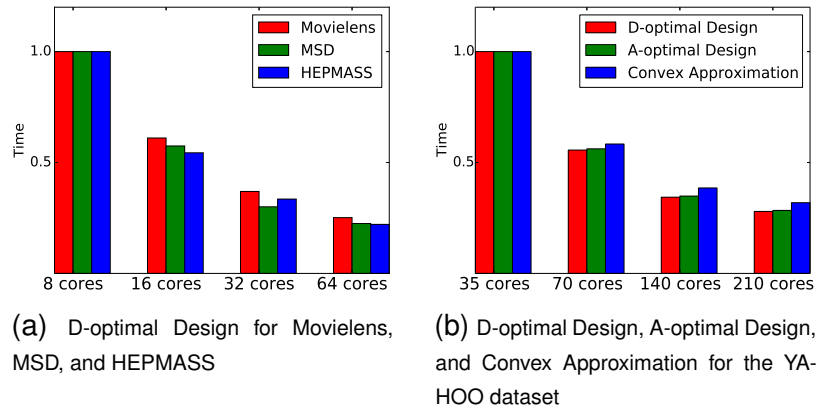 Movielens
MSD
HEPMASS
1.0
0.5
Time
8 cores 16 cores 32 cores 64 cores
(a) D-optimal Design for Movielens,
MSD, and HEPMASS
D-optimal Design
A-optimal Design
Convex Approximation
1.0
0.5
Time
35 cores 70 cores 140 cores 210 cores
(b) D-optimal Design, A-optimal Design,
and Convex Approximation for the YA-
HOO dataset